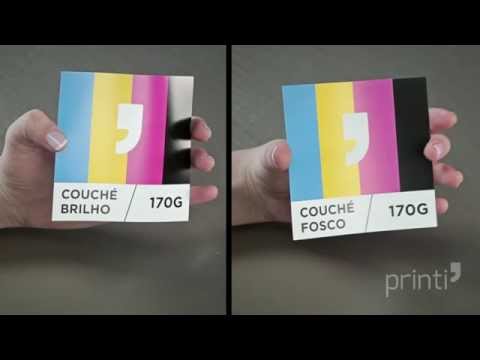 COUCHÉ
BRILHO
170G
COUCHÉ
FOSCO
170G
printi